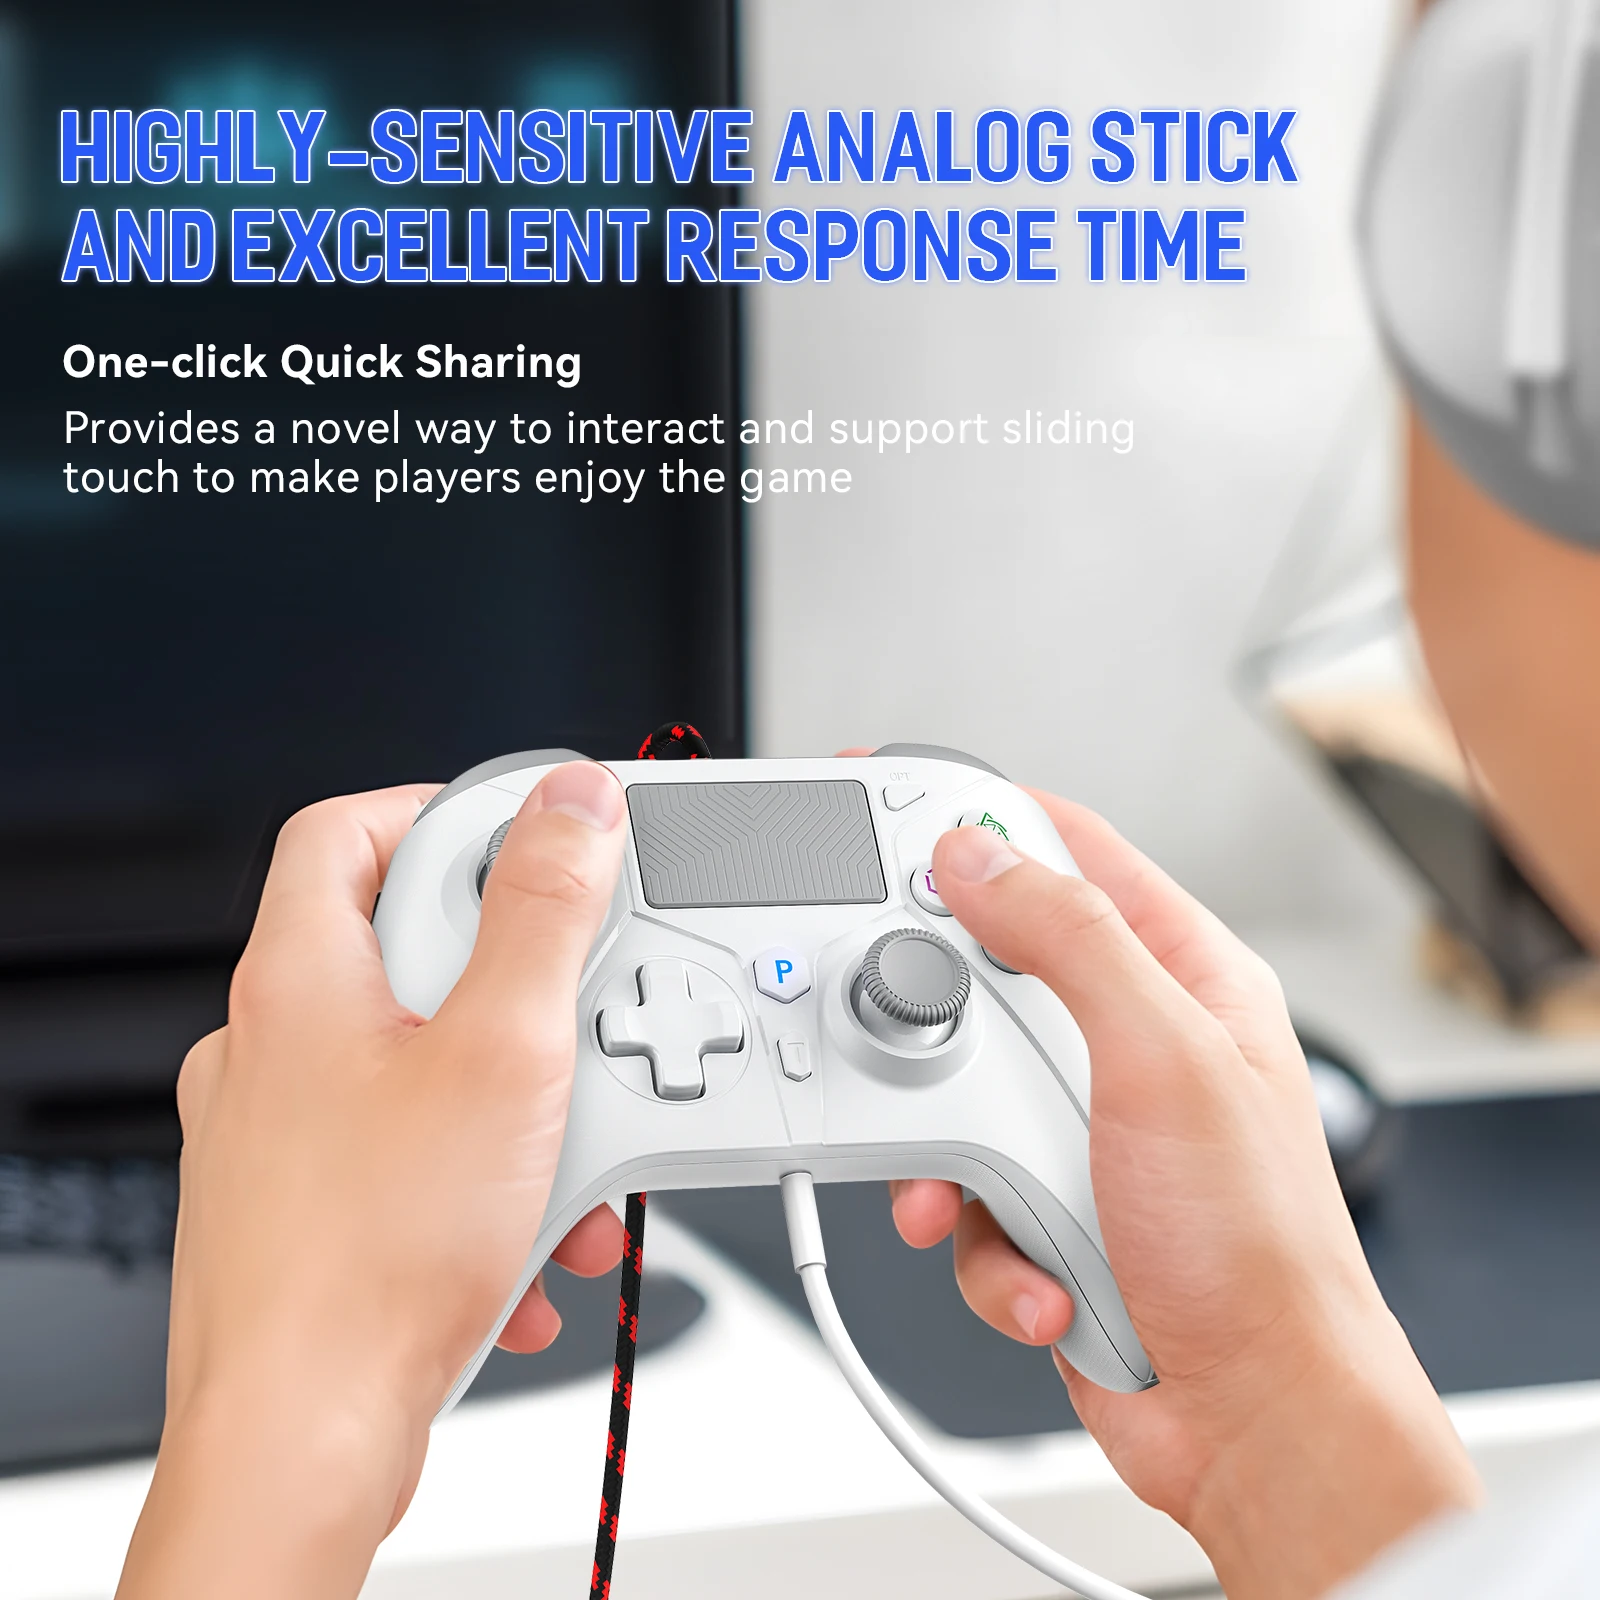 HIGHLY-SENSITIVE ANALOG STICK
AND EXCELLENT RESPONSE TIME
One-click Quick Sharing
Provides a novel way to interact and support sliding
touch to make players enjoy the game
OPT
P